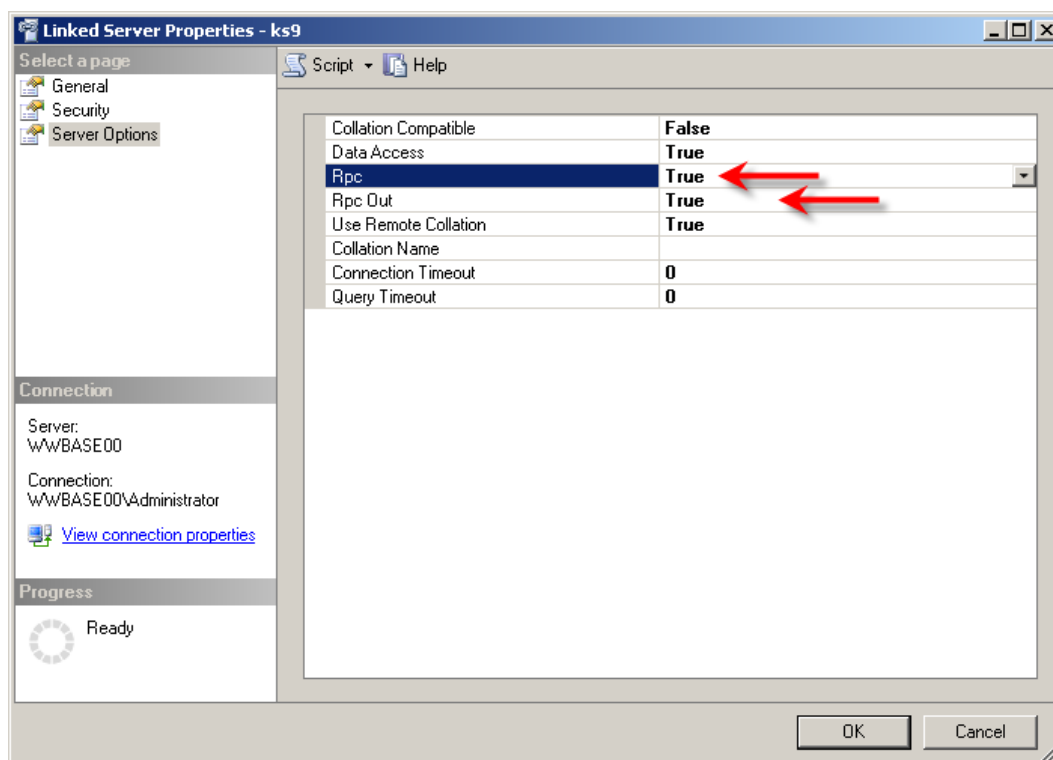 Linked Server Properties - ks9
Select a page
General
Security
Server Options
Script Help
Collation Compatible False
Data Access True
Rpc True
Rpc Out True
Use Remote Collation True
Collation Name
Connection Timeout 0
Query Timeout 0
Connection
Server:
WWBASE00
Connection:
WWBASE00\Administrator
View connection properties
Progress
Ready
OK Cancel